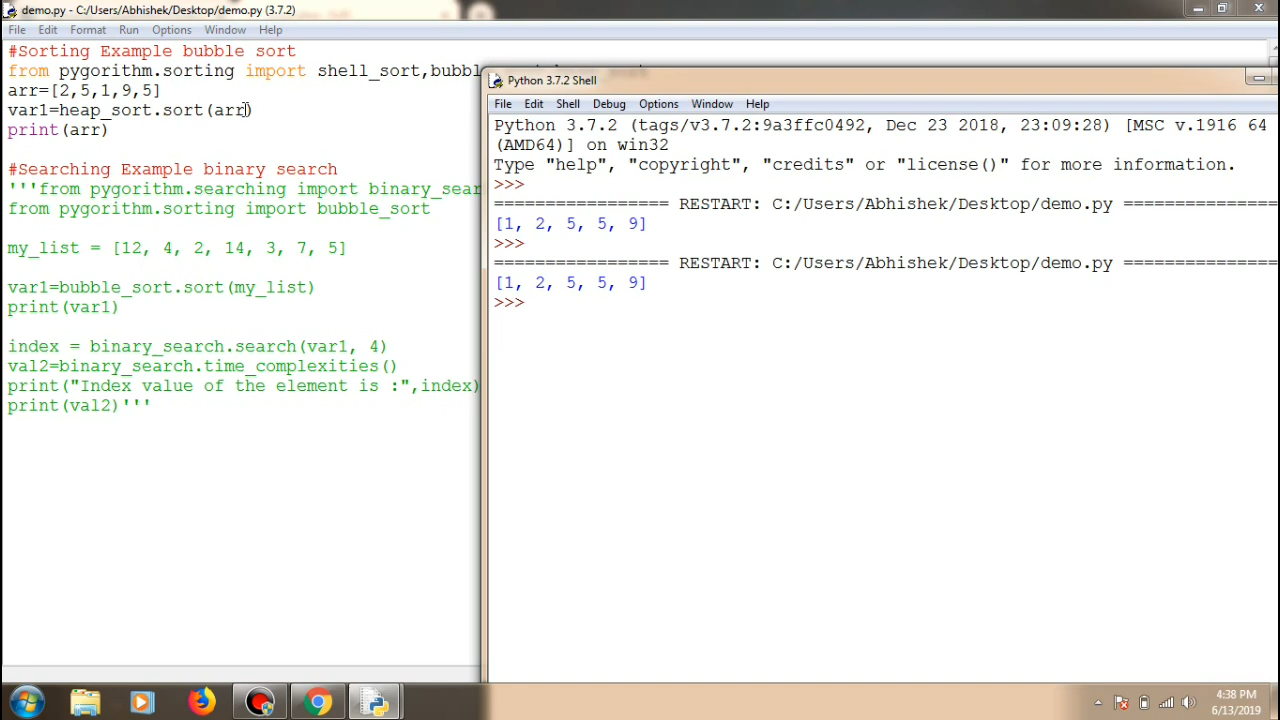 demo.py - C:/Users/Abhishek/Desktop/demo.py (3.7.2)
File Edit Format Run Options Window Help
#Sorting Example bubble sort
from pygorithm.sorting import shell_sort,bubbl
arr=[2,5,1,9,5]
var1=heap_sort.sort(arr)
print(arr)
#Searching Example binary search
'''from pygorithm.searching import binary_sear
from pygorithm.sorting import bubble_sort
my_list = [12, 4, 2, 14, 3, 7, 5]
var1=bubble_sort.sort(my_list)
print(var1)
index = binary_search.search(var1, 4)
val2=binary_search.time_complexities()
print("Index value of the element is :",index)
print(val2)'''
Python 3.7.2 Shell
File Edit Shell Debug Options Window Help
Python 3.7.2 (tags/v3.7.2:9a3ffc0492, Dec 23 2018, 23:09:28) [MSC v.1916 64
(AMD64)] on win32
Type "help", "copyright", "credits" or "license()" for more information.
>>>
================= RESTART: C:/Users/Abhishek/Desktop/demo.py ===============
[1, 2, 5, 5, 9]
>>>
================= RESTART: C:/Users/Abhishek/Desktop/demo.py ===============
[1, 2, 5, 5, 9]
>>>
4:38 PM
6/13/2019